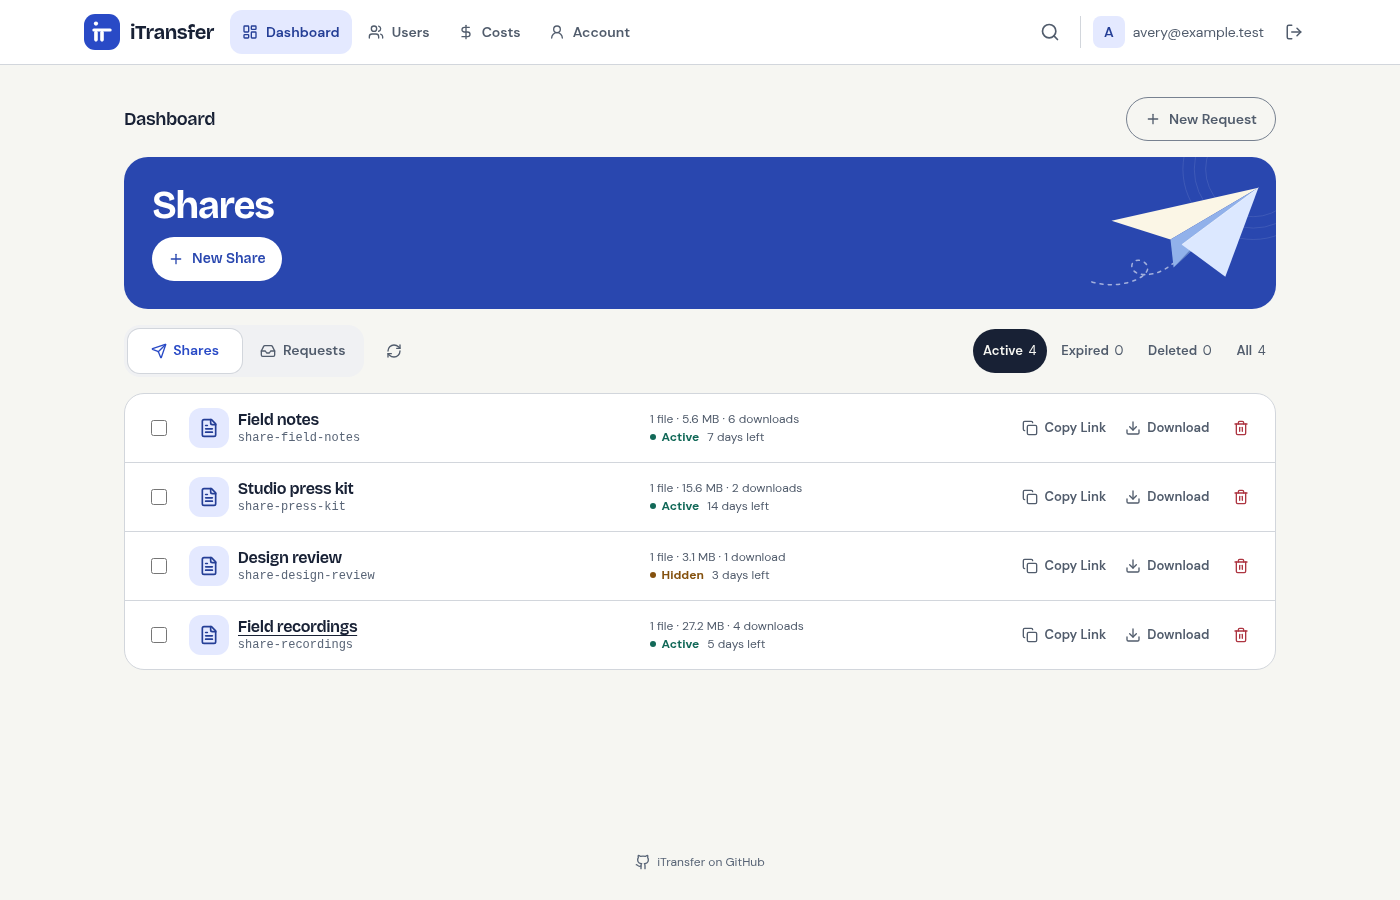 iTransfer
Dashboard
Users
Costs
Account
A
avery@example.test
Dashboard
New Request
Shares
New Share
Shares
Requests
Active 4
Expired 0
Deleted 0
All 4
Field notes
share-field-notes
1 file · 5.6 MB · 6 downloads
Active 7 days left
Copy Link
Download
Studio press kit
share-press-kit
1 file · 15.6 MB · 2 downloads
Active 14 days left
Copy Link
Download
Design review
share-design-review
1 file · 3.1 MB · 1 download
Hidden 3 days left
Copy Link
Download
Field recordings
share-recordings
1 file · 27.2 MB · 4 downloads
Active 5 days left
Copy Link
Download
iTransfer on GitHub